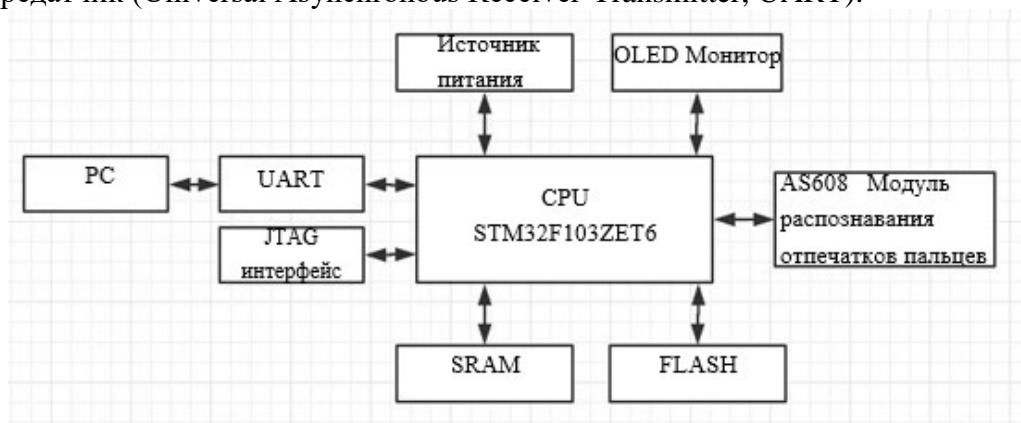 редатчик (Universal Asynchronous Receiver-Transmitter, UART).
Источник
питания
OLED Монитор
PC
UART
CPU
STM32F103ZET6
JTAG
интерфейс
AS608 Модуль
распознавания
отпечатков пальцев
SRAM
FLASH